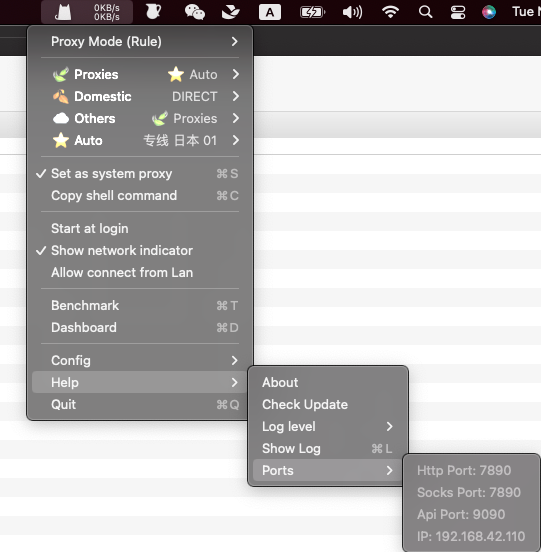 0KB/s
0KB/s
A
Tue
Proxy Mode (Rule)
Proxies Auto
Domestic DIRECT
Others Proxies
Auto 专线 日本 01
Set as system proxy ⌘S
Copy shell command ⌘C
Start at login
Show network indicator
Allow connect from Lan
Benchmark ⌘T
Dashboard ⌘D
Config
Help
Quit ⌘Q
About
Check Update
Log level
Show Log ⌘L
Ports
Http Port: 7890
Socks Port: 7890
Api Port: 9090
IP: 192.168.42.110